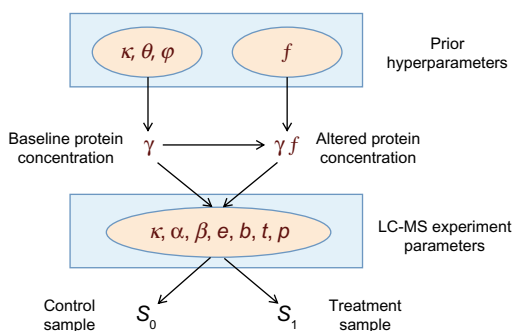 κ, θ, φ
f
Prior
hyperparameters
Baseline protein
concentration
γ
γ f
Altered protein
concentration
κ, α, β, e, b, t, p
LC-MS experiment
parameters
Control
sample
S₀
S₁
Treatment
sample